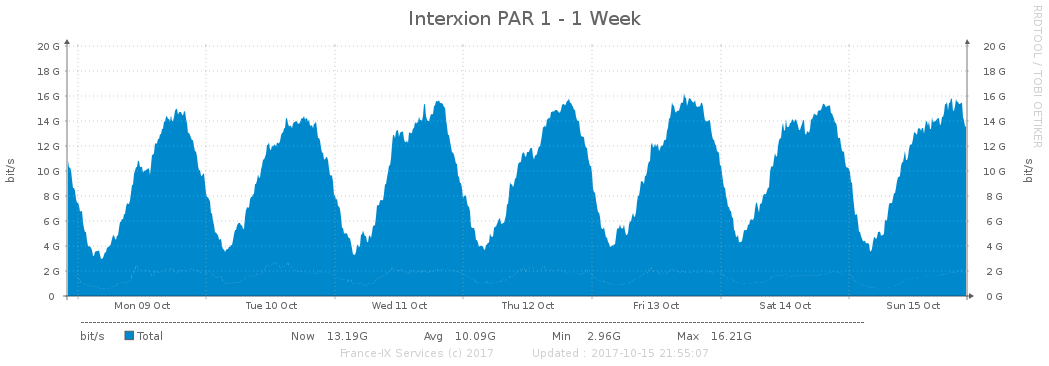 Interxion PAR 1 - 1 Week
RRDTOOL / TOBI OETIKER
20 G 20 G
18 G 18 G
16 G 16 G
14 G 14 G
12 G 12 G
10 G 10 G
8 G 8 G
6 G 6 G
4 G 4 G
2 G 2 G
0 0 G
bit/s bit/s
Mon 09 Oct Tue 10 Oct Wed 11 Oct Thu 12 Oct Fri 13 Oct Sat 14 Oct Sun 15 Oct
bit/s Total Now 13.19G Avg 10.09G Min 2.96G Max 16.21G
France-IX Services (c) 2017 Updated : 2017-10-15 21:55:07